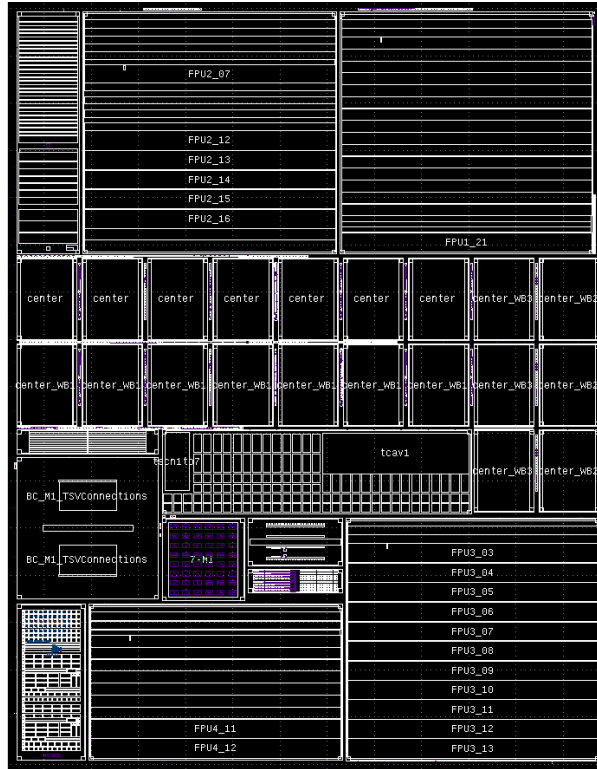 FPU2_07
FPU2_12
FPU2_13
FPU2_14
FPU2_15
FPU2_16
FPU1_21
center center center center center center center center_WB3 center_WB2
center_WB1 center_WB1 center_WB1 center_WB1 center_WB1 center_WB1 center_WB1 center_WB3 center_WB2
tcav1
center_WB3 center_WB2
BC_M1_TSVConnections
BC_M1_TSVConnections
7-M1
FPU3_03
FPU3_04
FPU3_05
FPU3_06
FPU3_07
FPU3_08
FPU3_09
FPU3_10
FPU3_11
FPU3_12
FPU3_13
FPU4_11
FPU4_12